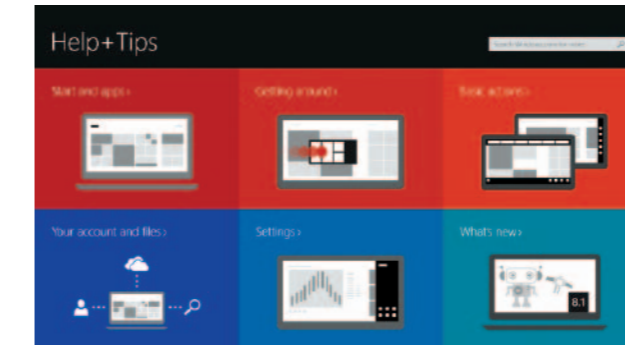 Help+Tips
Start and apps ›
Getting around ›
Basic actions ›
Your account and files ›
Settings ›
What's new ›
8.1